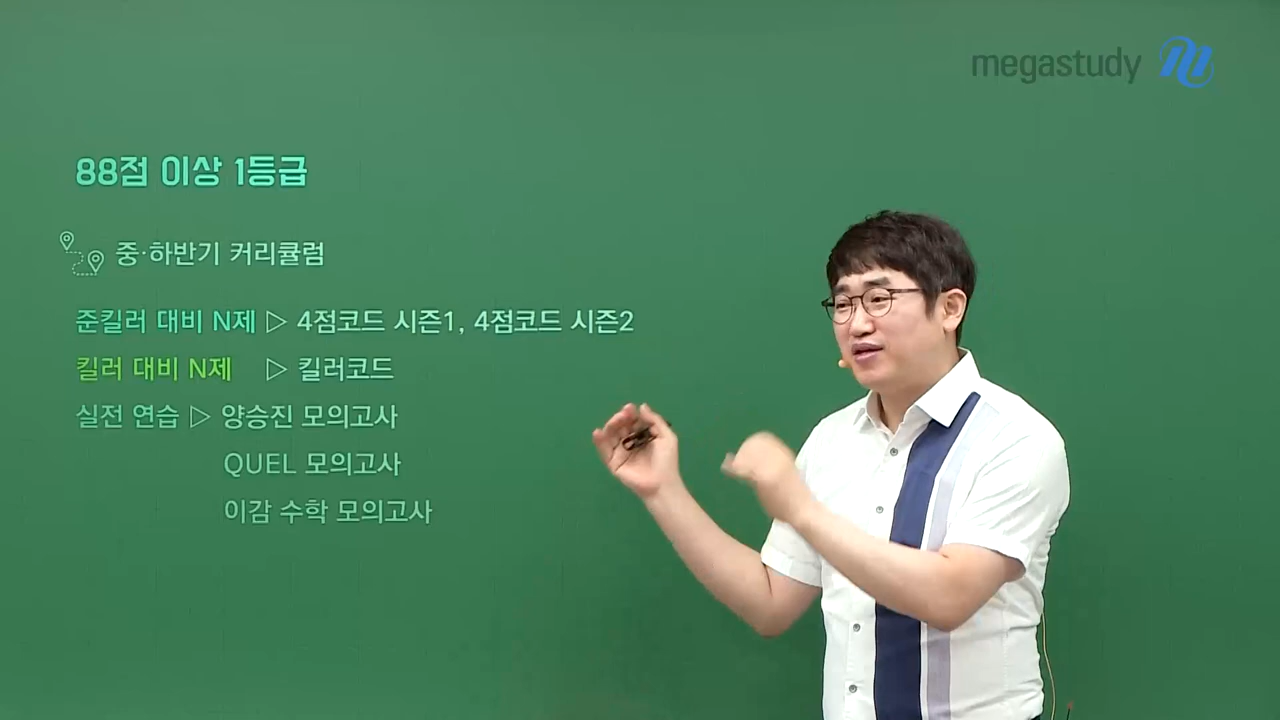 megastudy
88점 이상 1등급
중·하반기 커리큘럼
준킬러 대비 N제 ▷ 4점코드 시즌1, 4점코드 시즌2
킬러 대비 N제 ▷ 킬러코드
실전 연습 ▷ 양승진 모의고사
QUEL 모의고사
이감 수학 모의고사